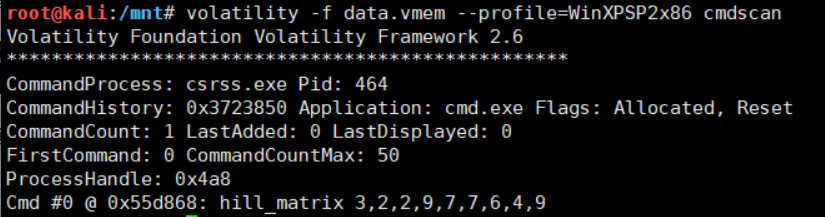 root@kali:/mnt# volatility -f data.vmem --profile=WinXPSP2x86 cmdscan
Volatility Foundation Volatility Framework 2.6
**************************************************
CommandProcess: csrss.exe Pid: 464
CommandHistory: 0x3723850 Application: cmd.exe Flags: Allocated, Reset
CommandCount: 1 LastAdded: 0 LastDisplayed: 0
FirstCommand: 0 CommandCountMax: 50
ProcessHandle: 0x4a8
Cmd #0 @ 0x55d868: hill_matrix 3,2,2,9,7,7,6,4,9